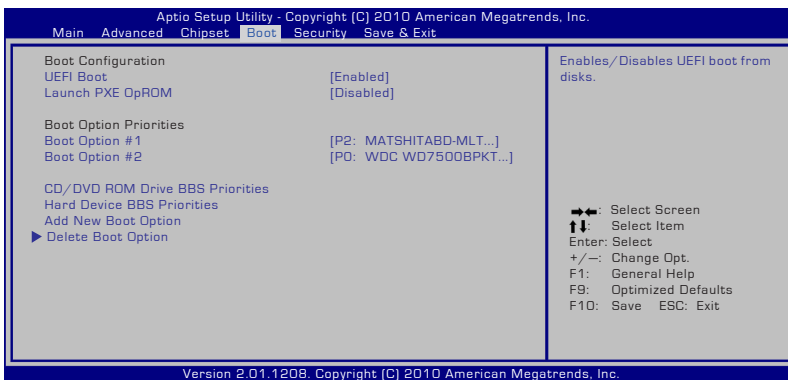 Aptio Setup Utility - Copyright (C) 2010 American Megatrends, Inc.
Main Advanced Chipset Boot Security Save & Exit
Boot Configuration
UEFI Boot [Enabled]
Launch PXE OpROM [Disabled]
Boot Option Priorities
Boot Option #1 [P2: MATSHITABD-MLT...]
Boot Option #2 [P0: WDC WD7500BPKT...]
CD/DVD ROM Drive BBS Priorities
Hard Device BBS Priorities
Add New Boot Option
▶ Delete Boot Option
Enables/Disables UEFI boot from
disks.
→←: Select Screen
↑↓: Select Item
Enter: Select
+/—: Change Opt.
F1: General Help
F9: Optimized Defaults
F10: Save ESC: Exit
Version 2.01.1208. Copyright (C) 2010 American Megatrends, Inc.